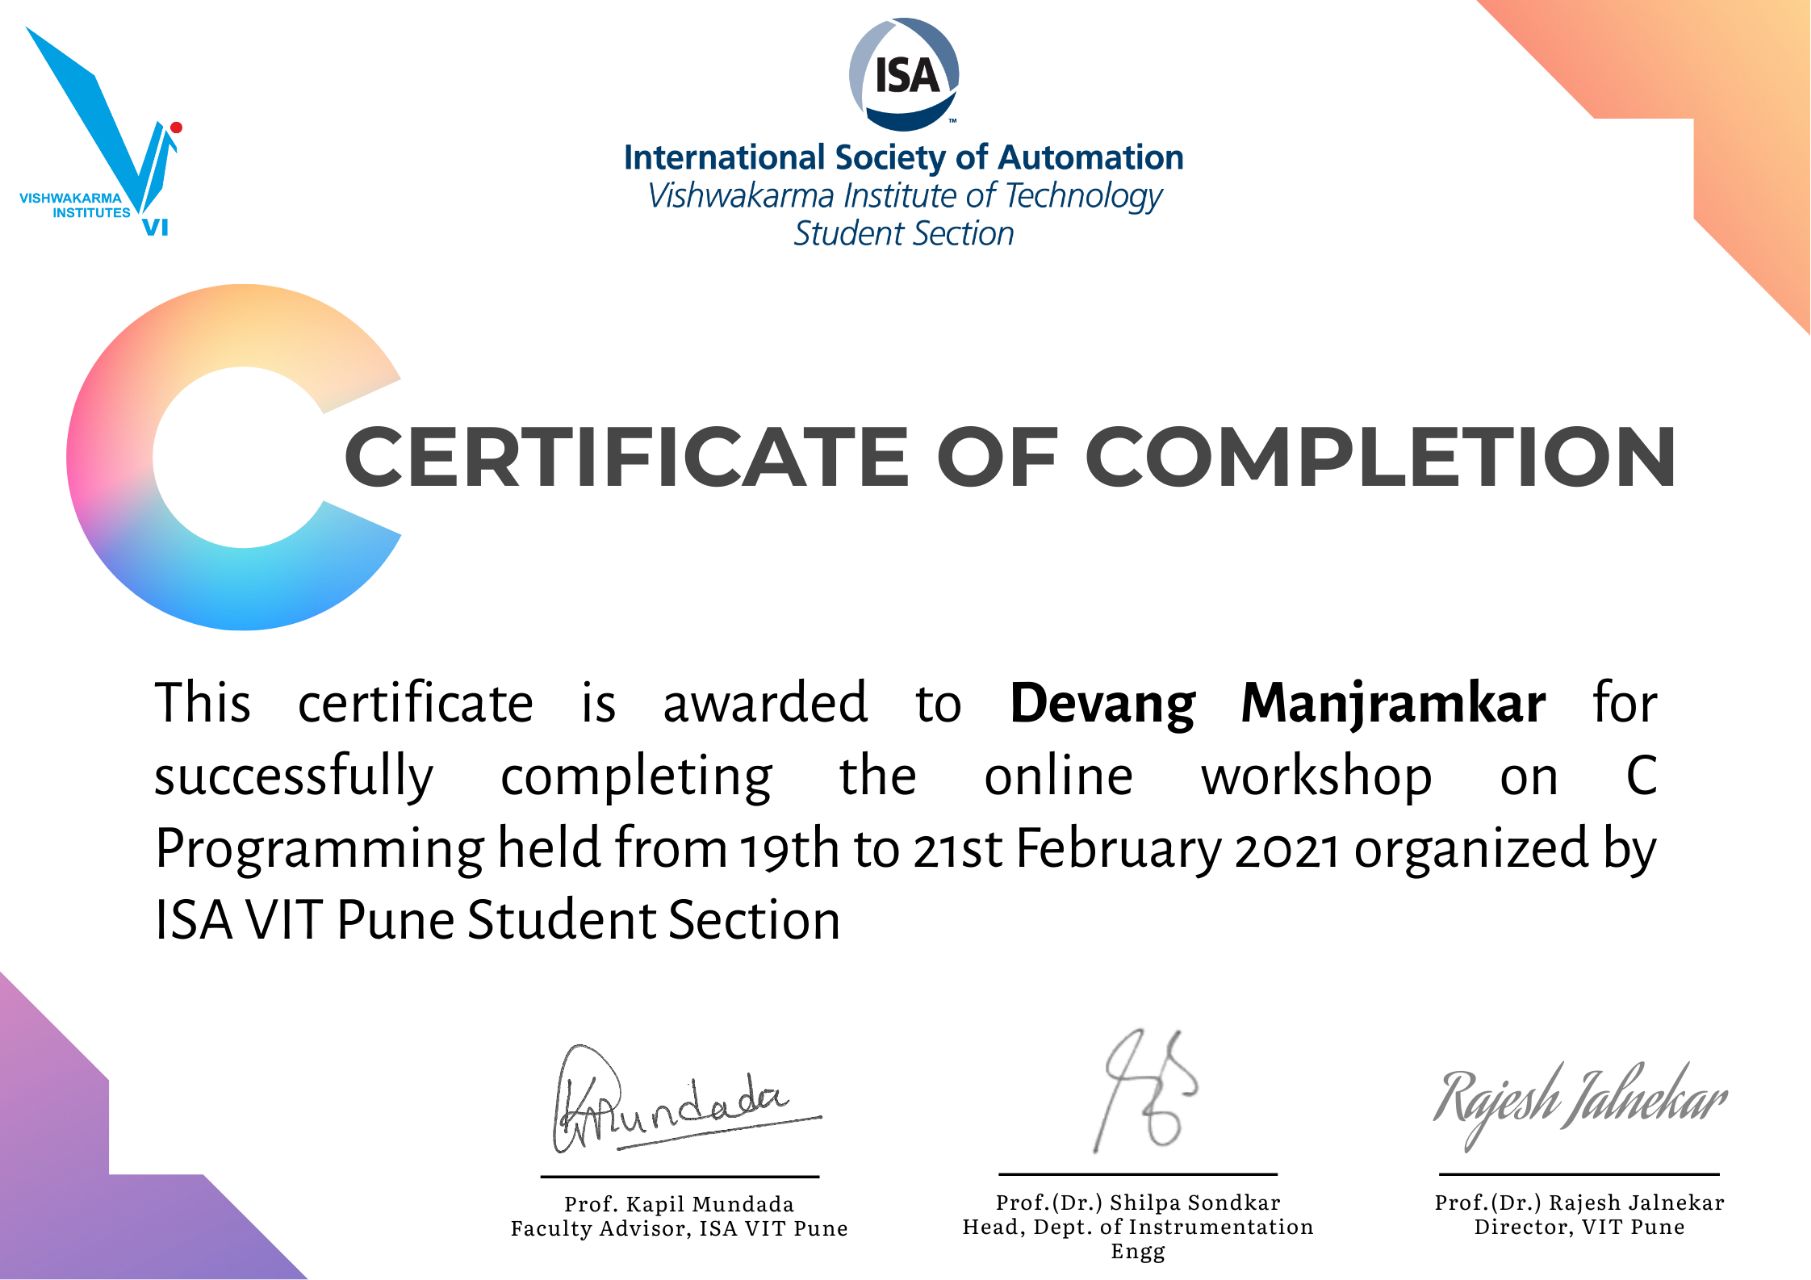 VISHWAKARMA
INSTITUTES
VI
ISA
™
International Society of Automation
Vishwakarma Institute of Technology
Student Section
CERTIFICATE OF COMPLETION
This certificate is awarded to Devang Manjramkar for
successfully completing the online workshop on C
Programming held from 19th to 21st February 2021 organized by
ISA VIT Pune Student Section
KMundada
Rajesh Jalnekar
Prof. Kapil Mundada
Faculty Advisor, ISA VIT Pune
Prof.(Dr.) Shilpa Sondkar
Head, Dept. of Instrumentation
Engg
Prof.(Dr.) Rajesh Jalnekar
Director, VIT Pune